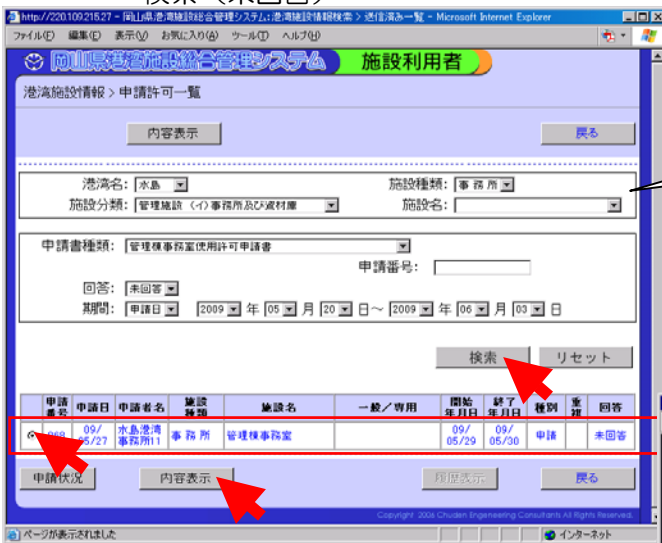 検索（未回答）
http://220.109.215.27 - 岡山県港湾施設総合管理システム:港湾施設情報検索 > 送信済み一覧 - Microsoft Internet Explorer
ファイル(F) 編集(E) 表示(V) お気に入り(A) ツール(T) ヘルプ(H)
岡山県港湾施設総合管理システム 施設利用者
港湾施設情報 > 申請許可一覧
内容表示 戻る
港湾名: 水島 施設種類: 事務所
施設分類: 管理施設 (イ)事務所及び資材庫 施設名:
申請書種類: 管理棟事務室使用許可申請書
申請番号:
回答: 未回答
期間: 申請日 2009 年 05 月 20 日～ 2009 年 06 月 03 日
検索 リセット
申請番号 申請日 申請者名 施設種類 施設名 一般／専用 開始年月日 終了年月日 種別 重複 回答
09/05/27 水島港湾事務所11 事務所 管理棟事務室 09/05/29 09/05/30 申請 未回答
申請状況 内容表示 履歴表示 戻る
Copyright 2006 Chuden Engeneering Consultants All Rights Reserved.
ページが表示されました インターネット